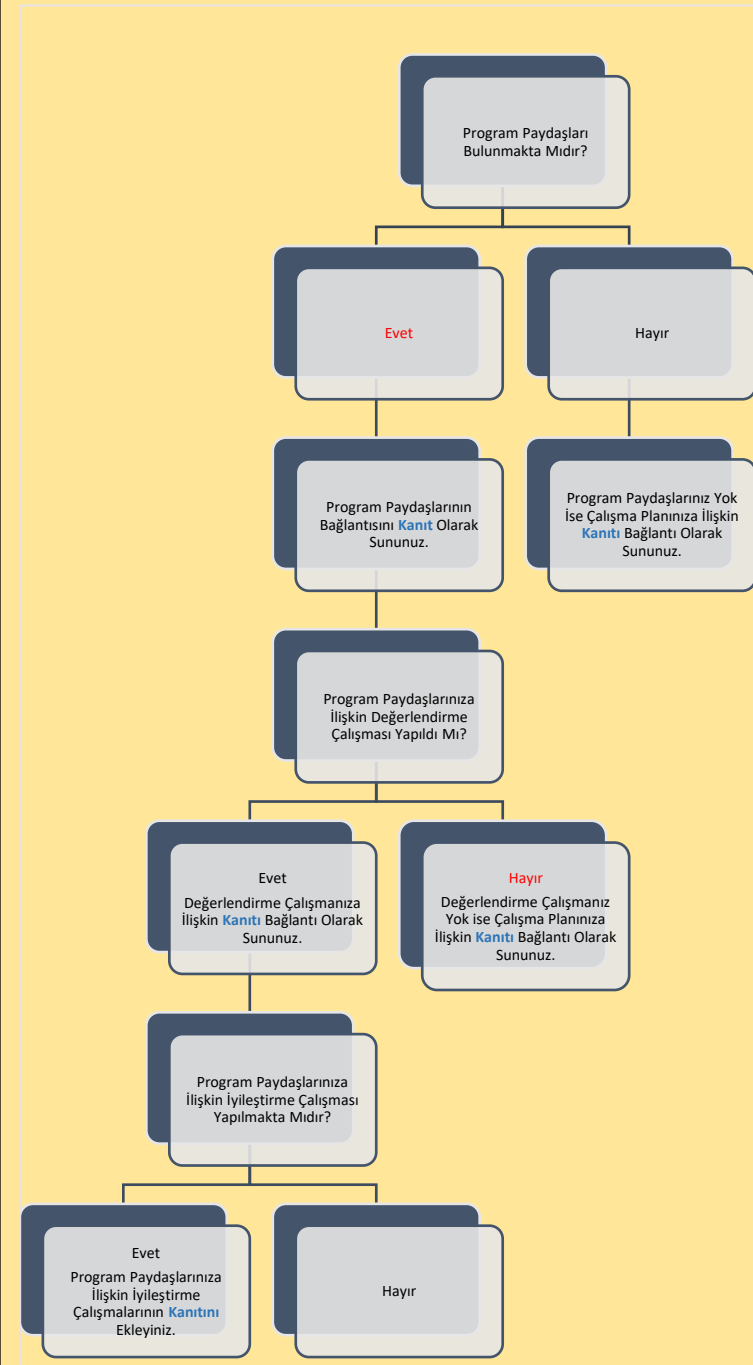 Program Paydaşları
Bulunmakta Mıdır?
Evet
Hayır
Program Paydaşlarının
Bağlantısını Kanıt Olarak
Sununuz.
Program Paydaşlarınız Yok
İse Çalışma Planınıza İlişkin
Kanıtı Bağlantı Olarak
Sununuz.
Program Paydaşlarınıza
İlişkin Değerlendirme
Çalışması Yapıldı Mı?
Evet
Değerlendirme Çalışmanıza
İlişkin Kanıtı Bağlantı Olarak
Sununuz.
Hayır
Değerlendirme Çalışmanız
Yok ise Çalışma Planınıza
İlişkin Kanıtı Bağlantı Olarak
Sununuz.
Program Paydaşlarınıza
İlişkin İyileştirme Çalışması
Yapılmakta Mıdır?
Evet
Program Paydaşlarınıza
İlişkin İyileştirme
Çalışmalarının Kanıtını
Ekleyiniz.
Hayır